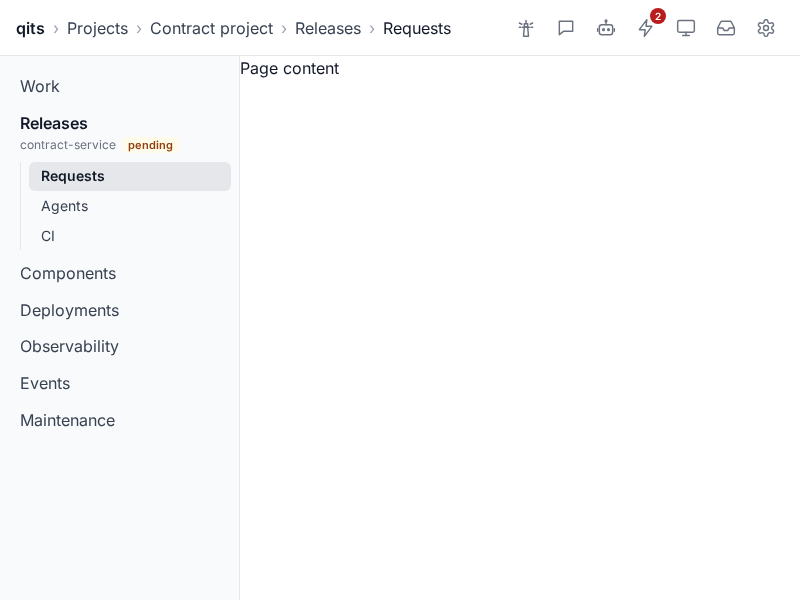 qits › Projects › Contract project › Releases › Requests
2
Work
Releases
contract-service pending
Requests
Agents
CI
Components
Deployments
Observability
Events
Maintenance
Page content